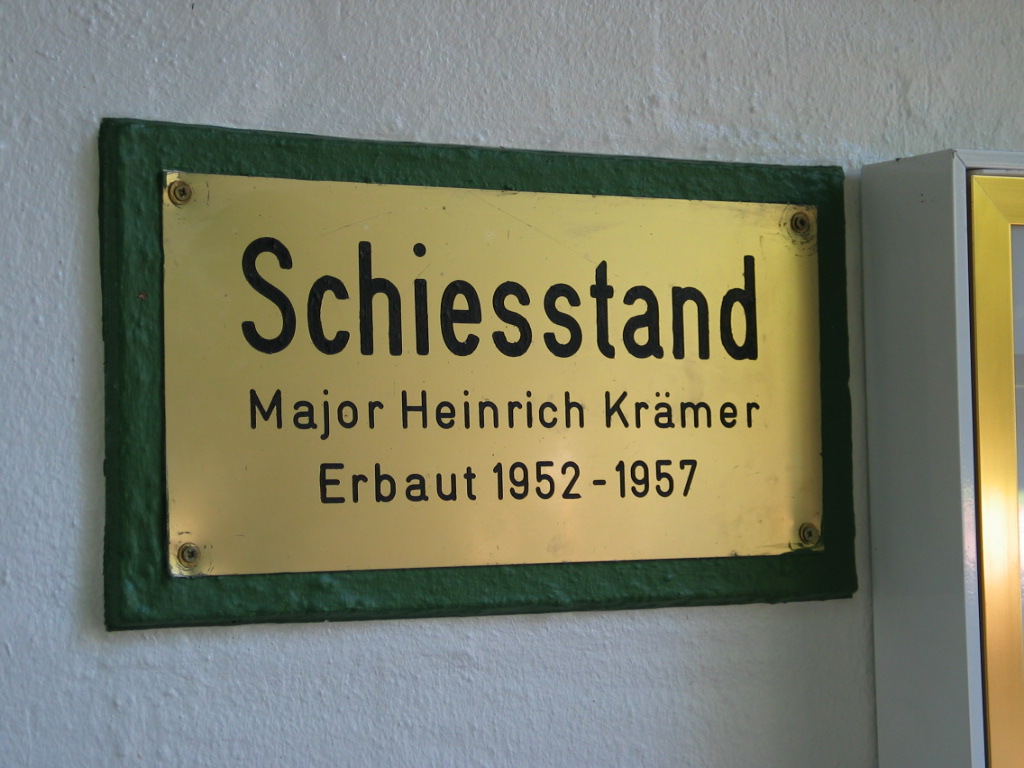 Schiesstand
Major Heinrich Krämer
Erbaut 1952-1957